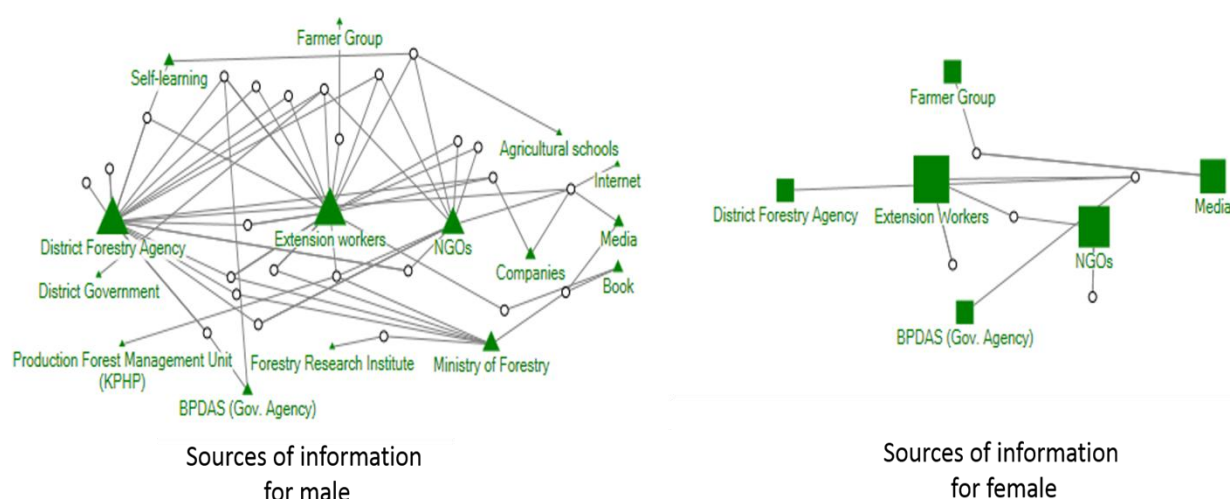 Farmer Group
Self-learning
Agricultural schools
Internet
District Forestry Agency
Extension workers
NGOs
Media
Companies
Book
District Government
Production Forest Management Unit
(KPHP)
Forestry Research Institute
Ministry of Forestry
BPDAS (Gov. Agency)
Sources of information
for male
Farmer Group
District Forestry Agency
Extension Workers
Media
NGOs
BPDAS (Gov. Agency)
Sources of information
for female